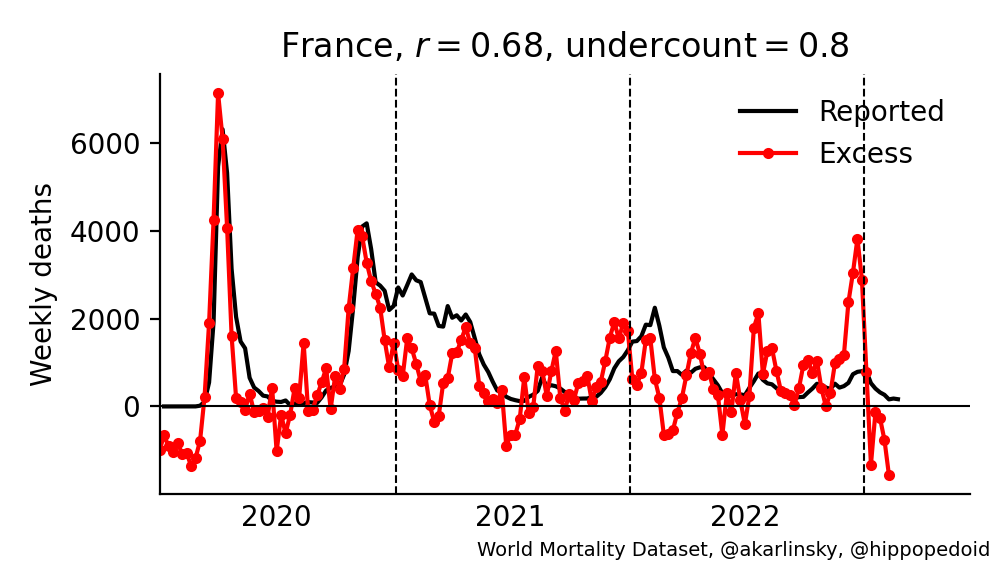 France, r = 0.68, undercount = 0.8
Reported
Excess
Weekly deaths
6000
4000
2000
0
2020 2021 2022
World Mortality Dataset, @akarlinsky, @hippopedoid